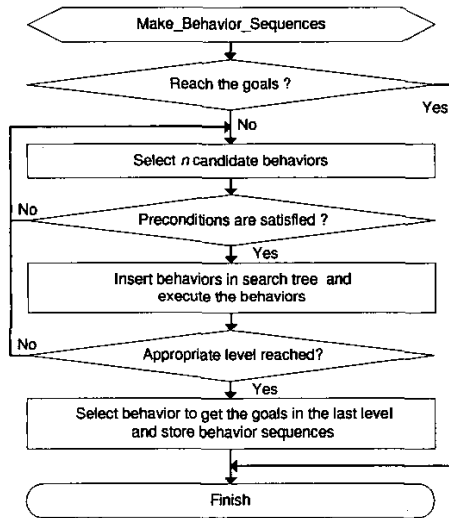 Make_Behavior_Sequences
Reach the goals ?
Yes
No
Select n candidate behaviors
No
Preconditions are satisfied ?
Yes
Insert behaviors in search tree and
execute the behaviors
No
Appropriate level reached?
Yes
Select behavior to get the goals in the last level
and store behavior sequences
Finish